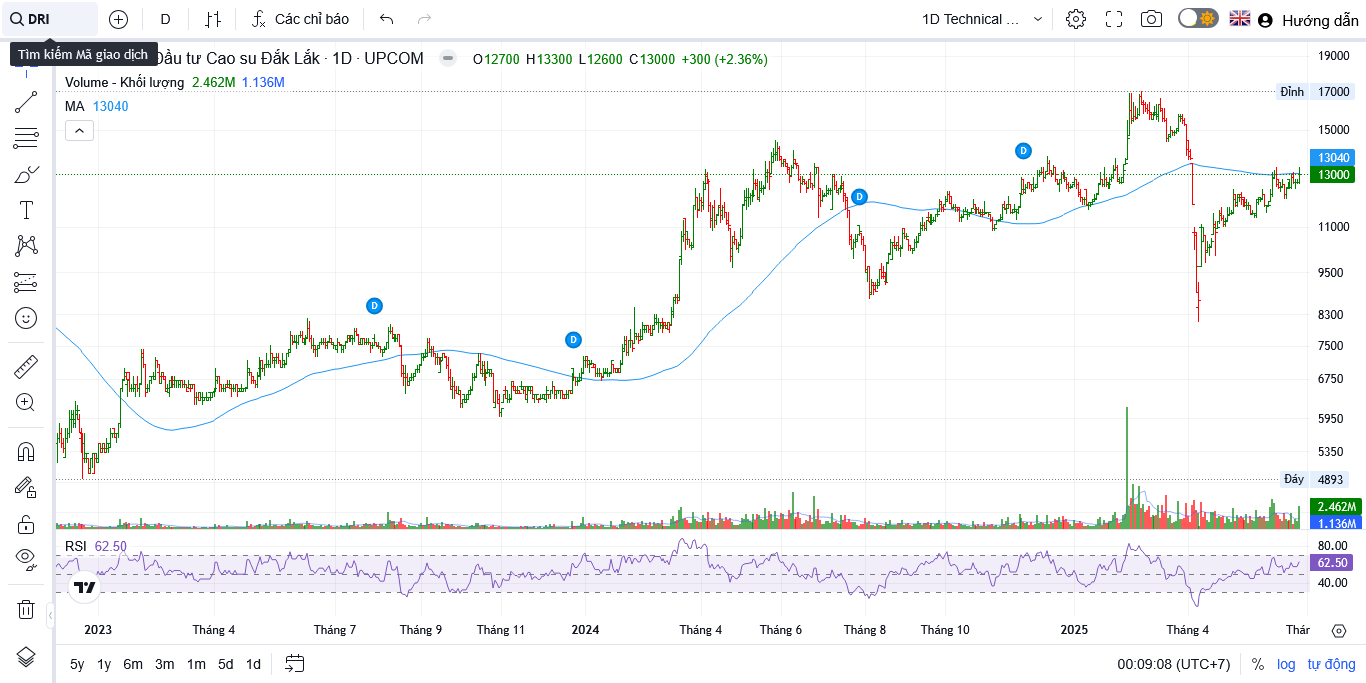 DRI
D
Các chỉ báo
1D Technical ...
Hướng dẫn
Tìm kiếm Mã giao dịch
Đầu tư Cao su Đắk Lắk · 1D · UPCOM
O12700 H13300 L12600 C13000 +300 (+2.36%)
Volume - Khối lượng 2.462M 1.136M
MA 13040
19000
Đỉnh 17000
15000
13040
13000
11000
9500
8300
7500
6750
5950
5350
Đáy 4893
2.462M
1.136M
D
D
D
D
RSI 62.50
80.00
62.50
40.00
2023 Tháng 4 Tháng 7 Tháng 9 Tháng 11 2024 Tháng 4 Tháng 6 Tháng 8 Tháng 10 2025 Tháng 4 Thár
5y 1y 6m 3m 1m 5d 1d
00:09:08 (UTC+7) % log tự động